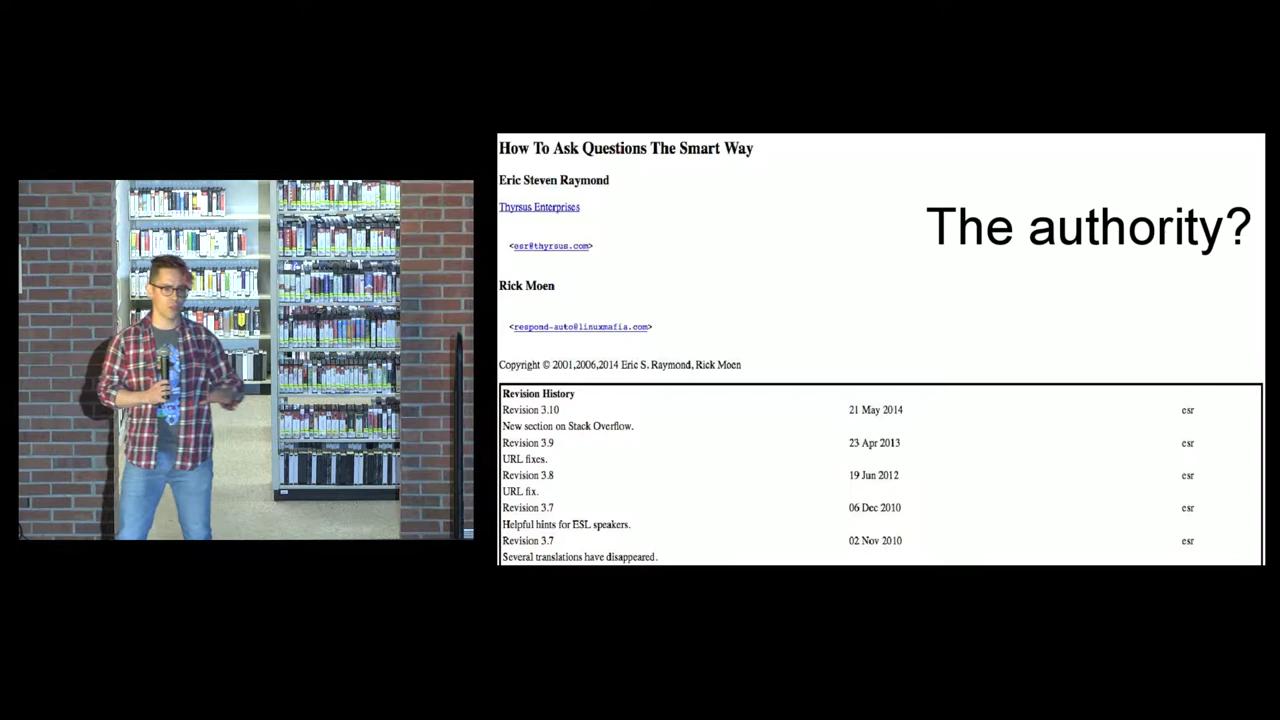 How To Ask Questions The Smart Way
Eric Steven Raymond
Thyrsus Enterprises
<esr@thyrsus.com>
The authority?
Rick Moen
<respond-auto@linuxmafia.com>
Copyright © 2001,2006,2014 Eric S. Raymond, Rick Moen
Revision History
Revision 3.10 21 May 2014 esr
New section on Stack Overflow.
Revision 3.9 23 Apr 2013 esr
URL fixes.
Revision 3.8 19 Jun 2012 esr
URL fix.
Revision 3.7 06 Dec 2010 esr
Helpful hints for ESL speakers.
Revision 3.7 02 Nov 2010 esr
Several translations have disappeared.